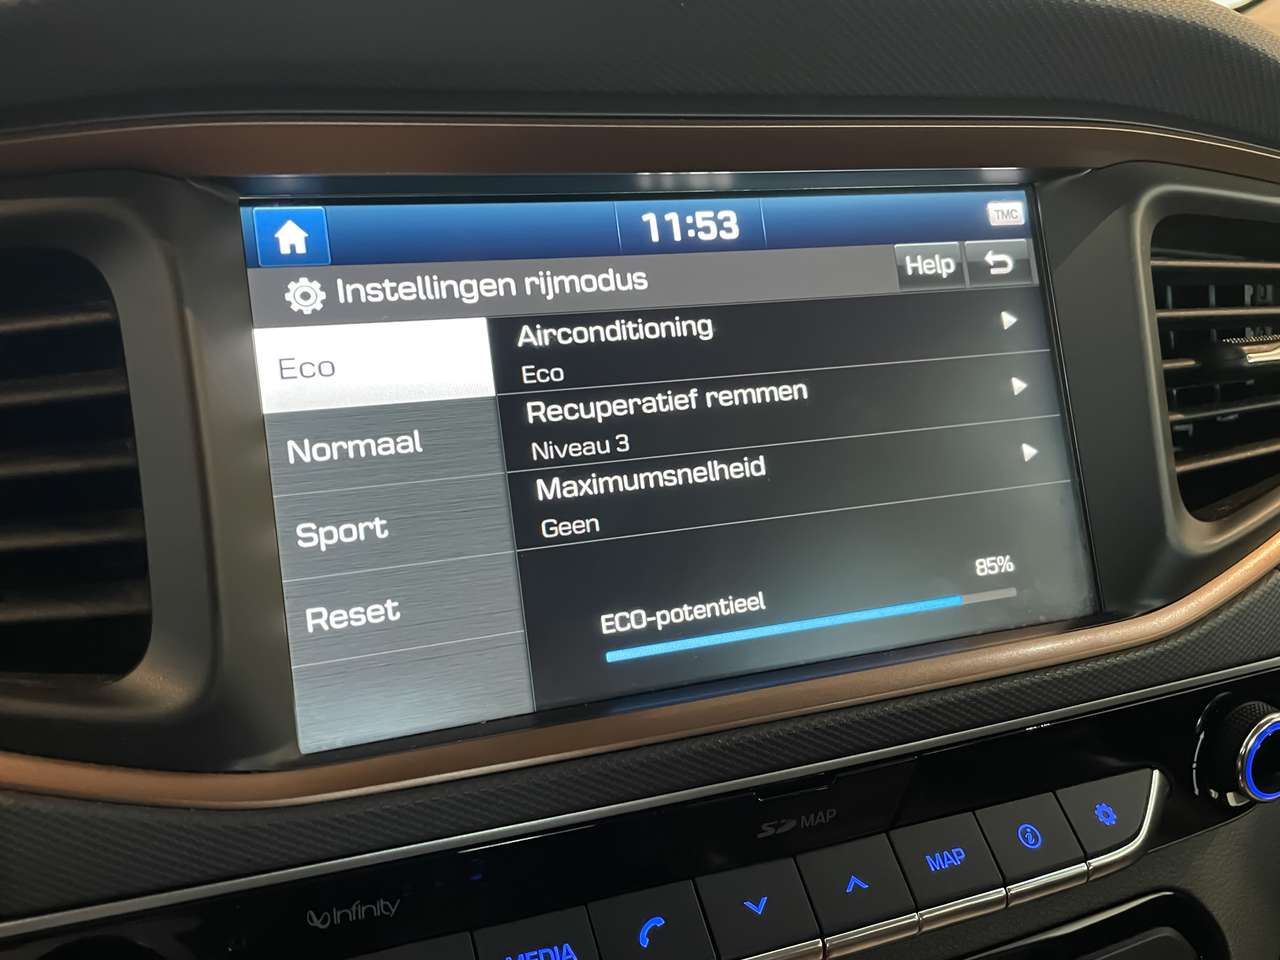 11:53
TMC
Instellingen rijmodus
Help
Eco
Normaal
Sport
Reset
Airconditioning
Eco
Recuperatief remmen
Niveau 3
Maximumsnelheid
Geen
85%
ECO-potentieel
SD MAP
Infinity
MEDIA
MAP